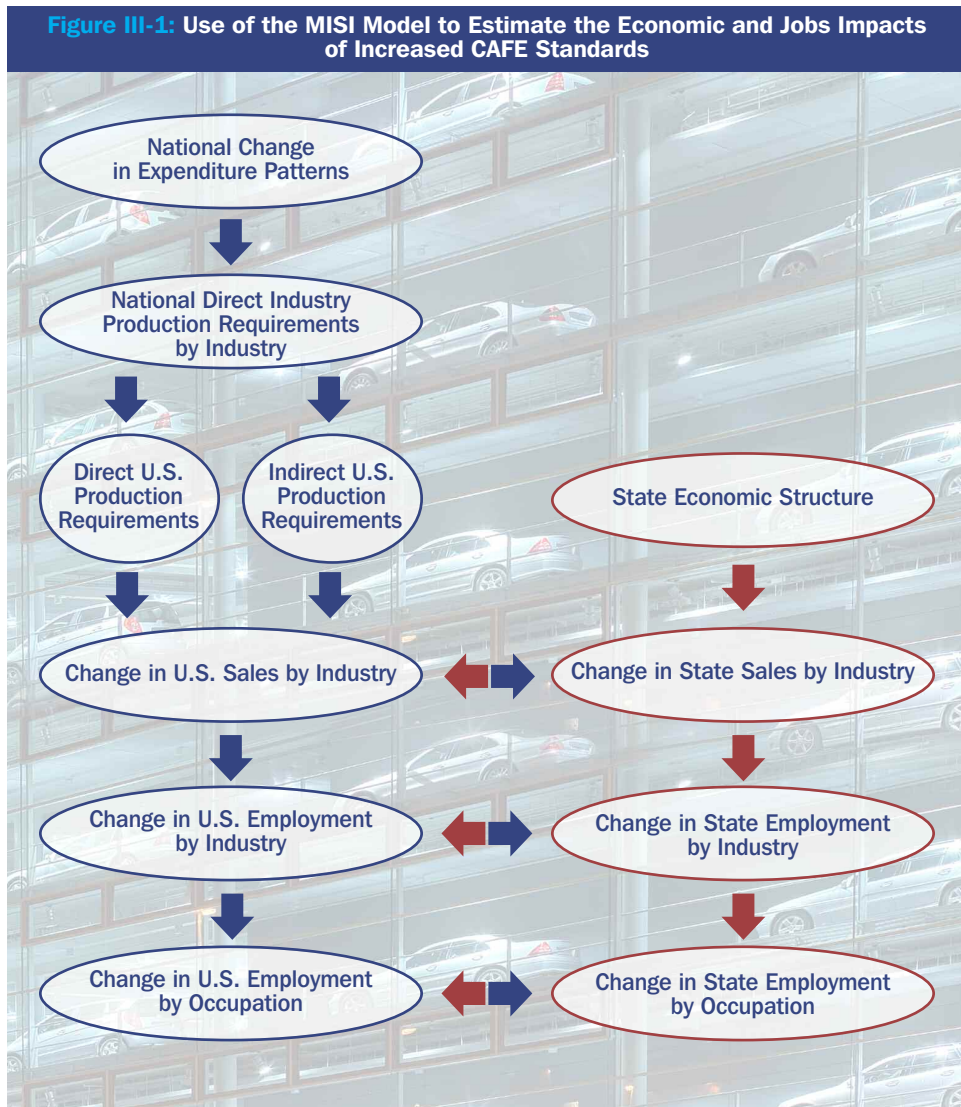 Figure III-1: Use of the MISI Model to Estimate the Economic and Jobs Impacts
of Increased CAFE Standards
National Change
in Expenditure Patterns
National Direct Industry
Production Requirements
by Industry
Direct U.S.
Production
Requirements
Indirect U.S.
Production
Requirements
State Economic Structure
Change in U.S. Sales by Industry
Change in State Sales by Industry
Change in U.S. Employment
by Industry
Change in State Employment
by Industry
Change in U.S. Employment
by Occupation
Change in State Employment
by Occupation